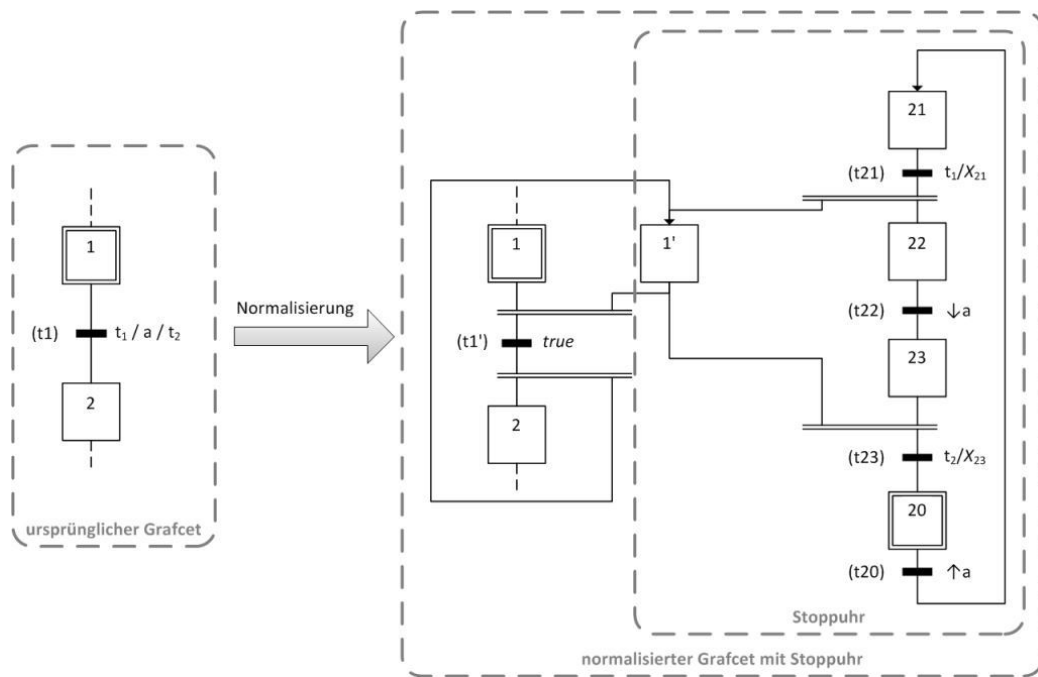 1
(t1) t₁ / a / t₂
2
ursprünglicher Grafcet
Normalisierung
1
(t1') true
2
1'
21
(t21) t₁/X₂₁
22
(t22) ↓a
23
(t23) t₂/X₂₃
20
(t20) ↑a
Stoppuhr
normalisierter Grafcet mit Stoppuhr